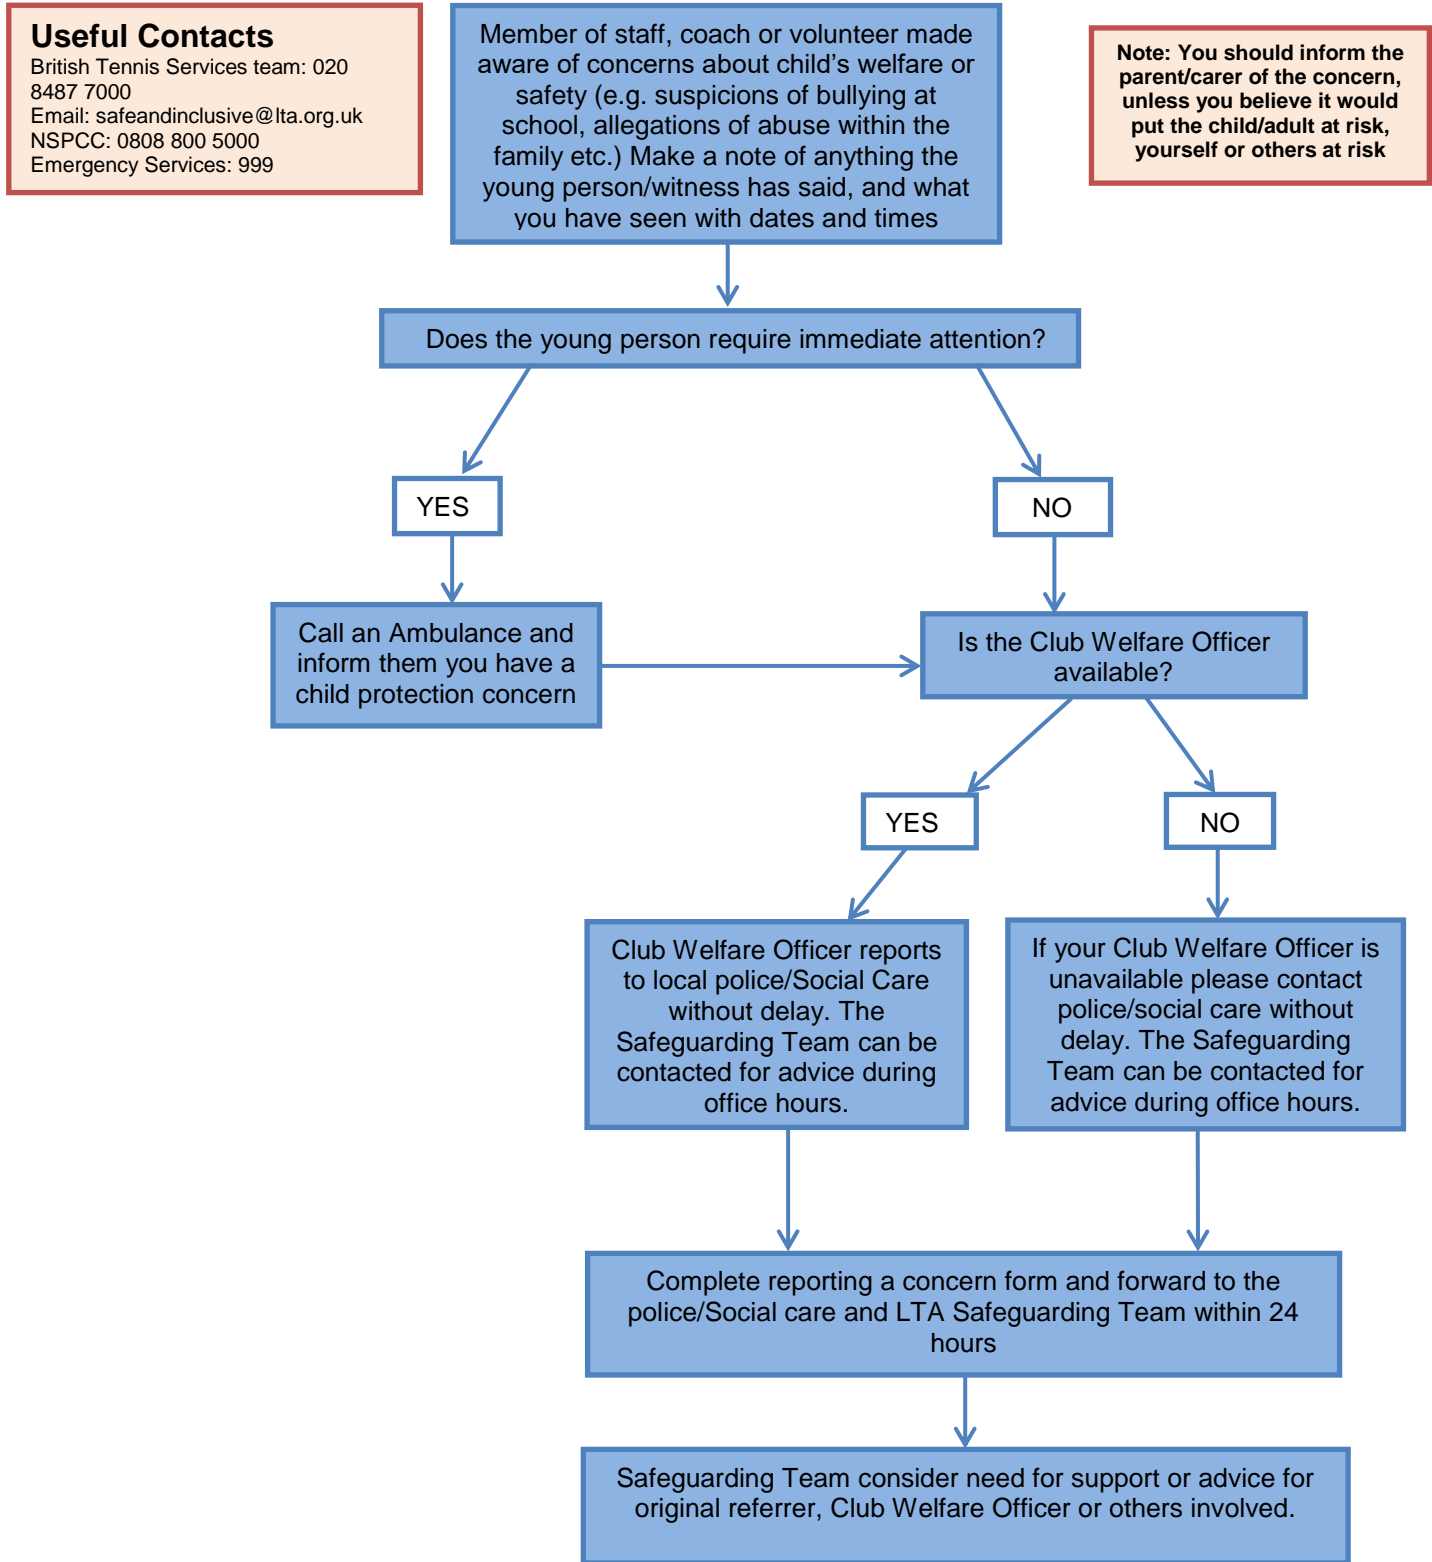 Useful Contacts
British Tennis Services team: 020
8487 7000
Email: safeandinclusive@lta.org.uk
NSPCC: 0808 800 5000
Emergency Services: 999
Member of staff, coach or volunteer made
aware of concerns about child's welfare or
safety (e.g. suspicions of bullying at
school, allegations of abuse within the
family etc.) Make a note of anything the
young person/witness has said, and what
you have seen with dates and times
Note: You should inform the
parent/carer of the concern,
unless you believe it would
put the child/adult at risk,
yourself or others at risk
Does the young person require immediate attention?
YES
NO
Call an Ambulance and
inform them you have a
child protection concern
Is the Club Welfare Officer
available?
YES
NO
Club Welfare Officer reports
to local police/Social Care
without delay. The
Safeguarding Team can be
contacted for advice during
office hours.
If your Club Welfare Officer is
unavailable please contact
police/social care without
delay. The Safeguarding
Team can be contacted for
advice during office hours.
Complete reporting a concern form and forward to the
police/Social care and LTA Safeguarding Team within 24
hours
Safeguarding Team consider need for support or advice for
original referrer, Club Welfare Officer or others involved.